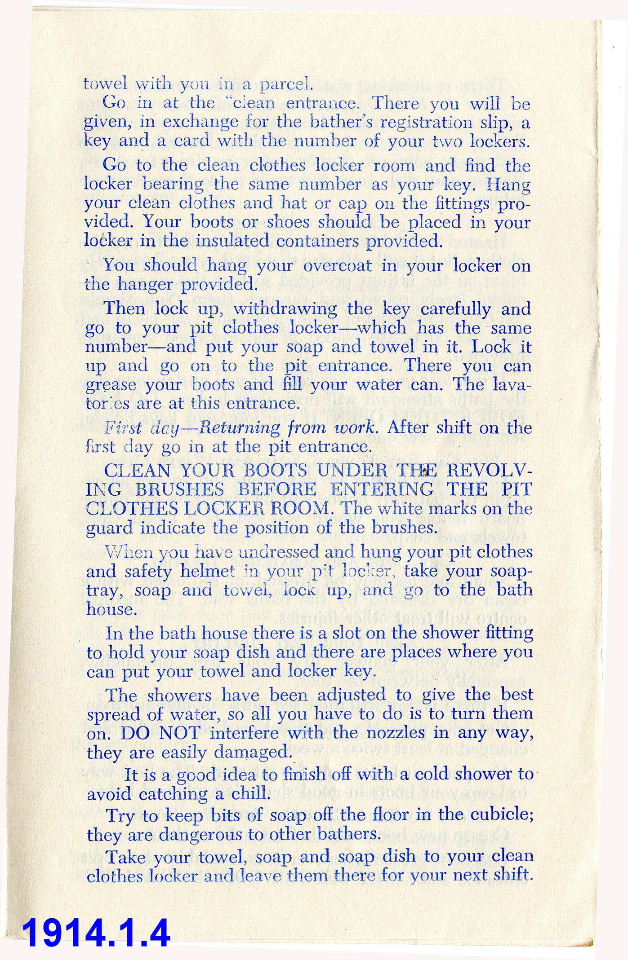 towel with you in a parcel.
Go in at the "clean entrance. There you will be
given, in exchange for the bather's registration slip, a
key and a card with the number of your two lockers.
Go to the clean clothes locker room and find the
locker bearing the same number as your key. Hang
your clean clothes and hat or cap on the fittings pro-
vided. Your boots or shoes should be placed in your
locker in the insulated containers provided.
You should hang your overcoat in your locker on
the hanger provided.
Then lock up, withdrawing the key carefully and
go to your pit clothes locker—which has the same
number—and put your soap and towel in it. Lock it
up and go on to the pit entrance. There you can
grease your boots and fill your water can. The lava-
tories are at this entrance.
First day—Returning from work. After shift on the
first day go in at the pit entrance.
CLEAN YOUR BOOTS UNDER THE REVOLV-
ING BRUSHES BEFORE ENTERING THE PIT
CLOTHES LOCKER ROOM. The white marks on the
guard indicate the position of the brushes.
When you have undressed and hung your pit clothes
and safety helmet in your pit locker, take your soap-
tray, soap and towel, lock up, and go to the bath
house.
In the bath house there is a slot on the shower fitting
to hold your soap dish and there are places where you
can put your towel and locker key.
The showers have been adjusted to give the best
spread of water, so all you have to do is to turn them
on. DO NOT interfere with the nozzles in any way,
they are easily damaged.
It is a good idea to finish off with a cold shower to
avoid catching a chill.
Try to keep bits of soap off the floor in the cubicle;
they are dangerous to other bathers.
Take your towel, soap and soap dish to your clean
clothes locker and leave them there for your next shift.
1914.1.4